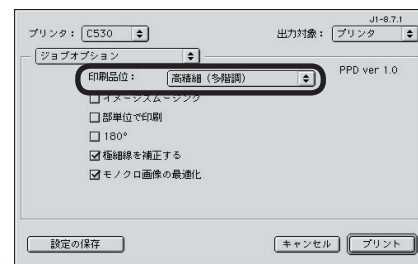 J1-8.7.1
プリンタ： C530 出力対象： プリンタ
ジョブオプション
印刷品位： 高精細（多階調） PPD ver 1.0
イメージスムージング
部単位で印刷
180°
極細線を補正する
モノクロ画像の最適化
設定の保存 キャンセル プリント